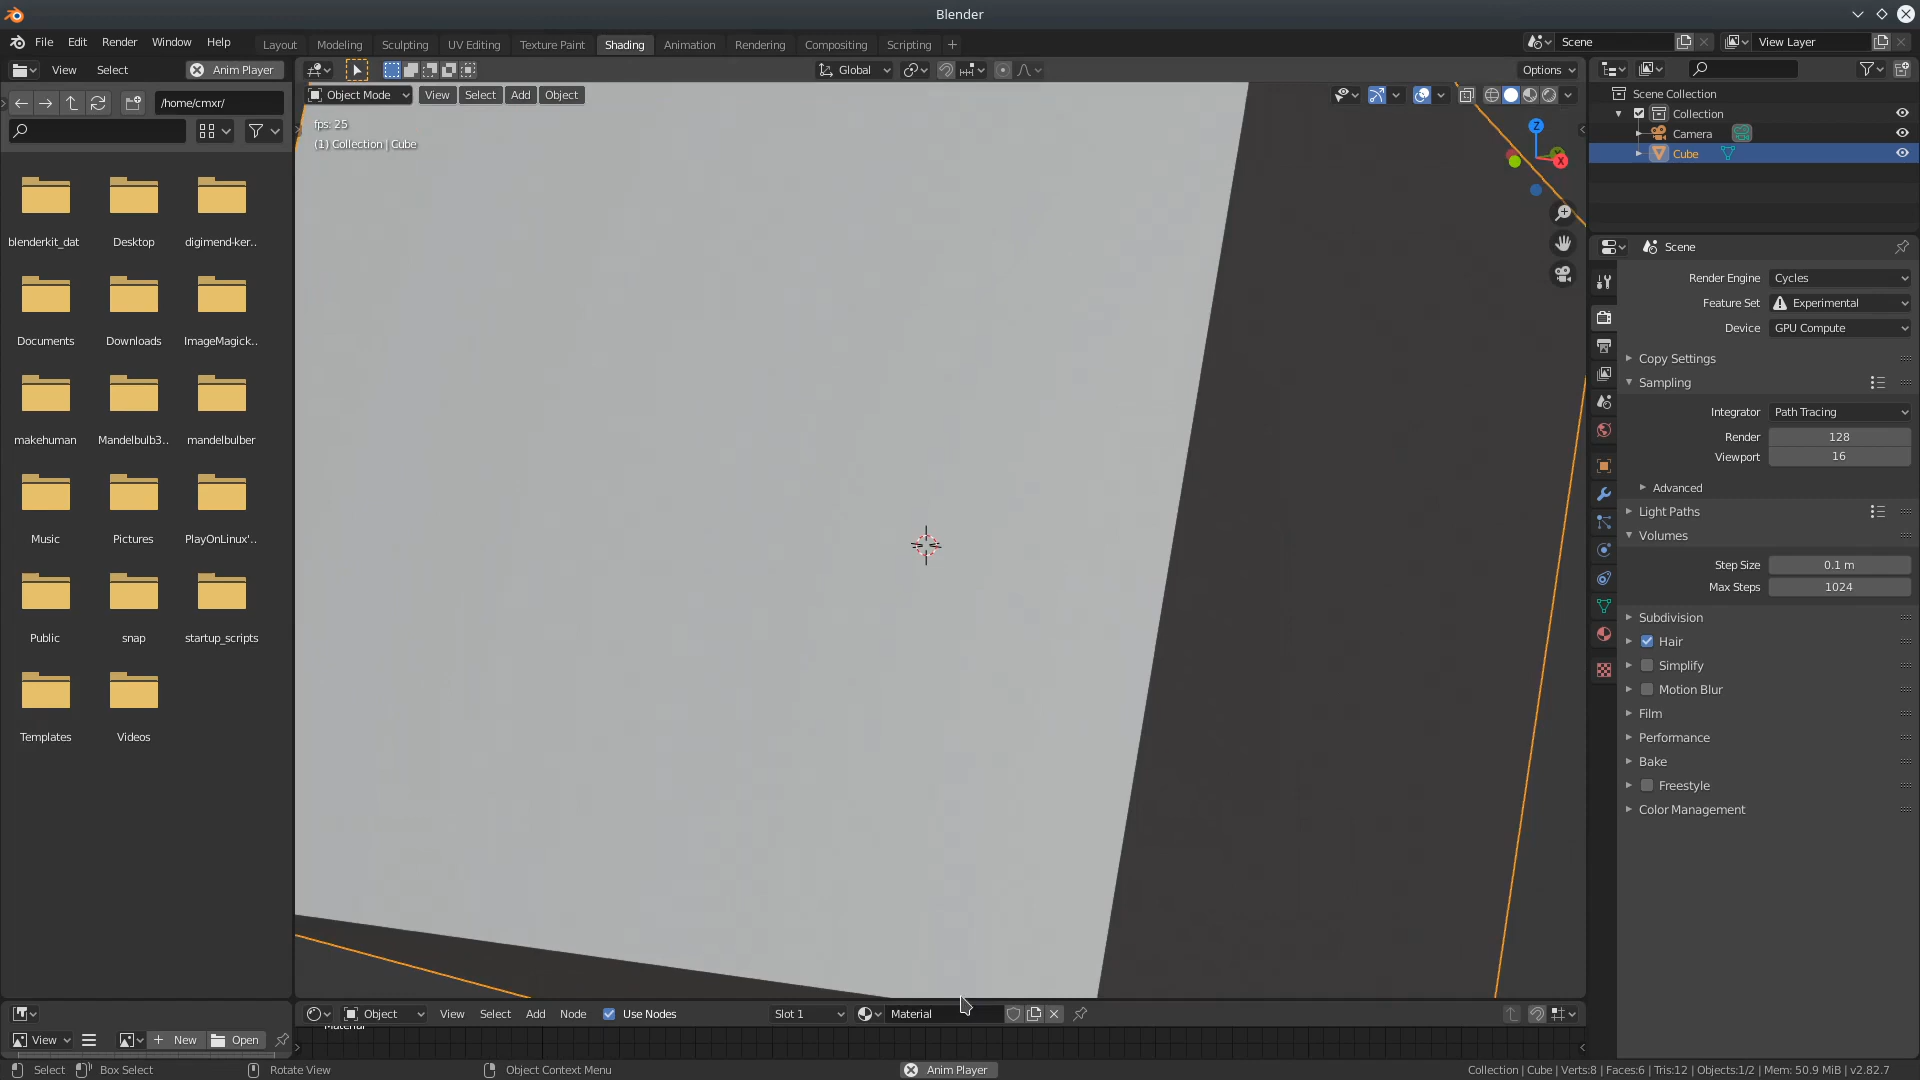 Blender
File Edit Render Window Help
Layout Modeling Sculpting UV Editing Texture Paint Shading Animation Rendering Compositing Scripting +
Scene
View Layer
View Select Anim Player
/home/cmxr/
blenderkit_dat Desktop digimend-ker..
Documents Downloads ImageMagick..
makehuman Mandelbulb3.. mandelbulber
Music Pictures PlayOnLinux'..
Public snap startup_scripts
Templates Videos
Global
Options
Object Mode View Select Add Object
fps: 25
(1) Collection | Cube
Z
X
Scene Collection
Collection
Camera
Cube
Scene
Render Engine Cycles
Feature Set Experimental
Device GPU Compute
Copy Settings
Sampling
Integrator Path Tracing
Render 128
Viewport 16
Advanced
Light Paths
Volumes
Step Size 0.1 m
Max Steps 1024
Subdivision
Hair
Simplify
Motion Blur
Film
Performance
Bake
Freestyle
Color Management
Object View Select Add Node Use Nodes Slot 1 Material
Material
View New Open
Select Box Select Rotate View Object Context Menu Anim Player Collection | Cube | Verts:8 | Faces:6 | Tris:12 | Objects:1/2 | Mem: 50.9 MiB | v2.82.7